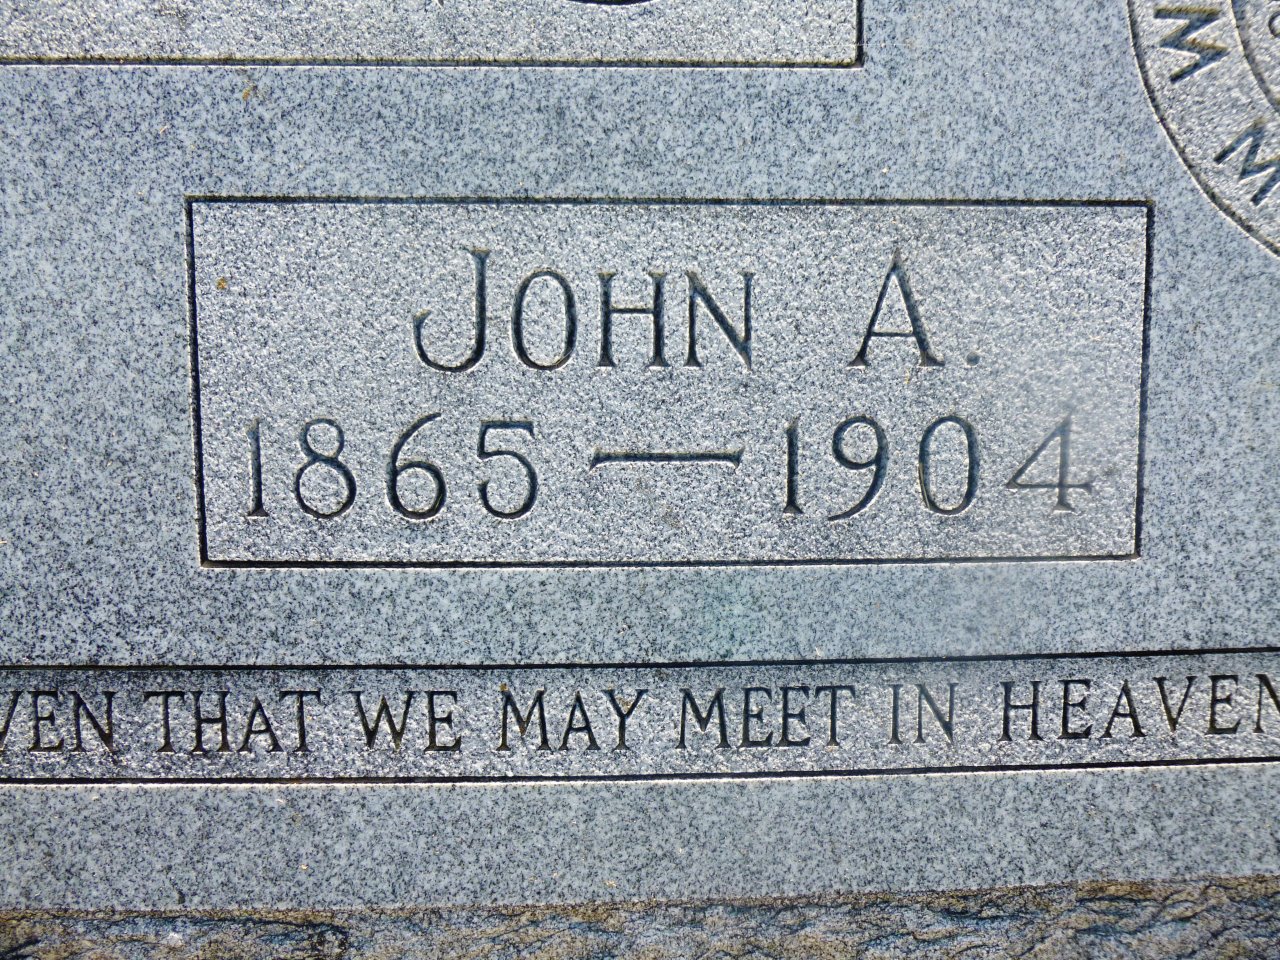 W
W
JOHN A.
1865 — 1904
VEN THAT WE MAY MEET IN HEAVEN